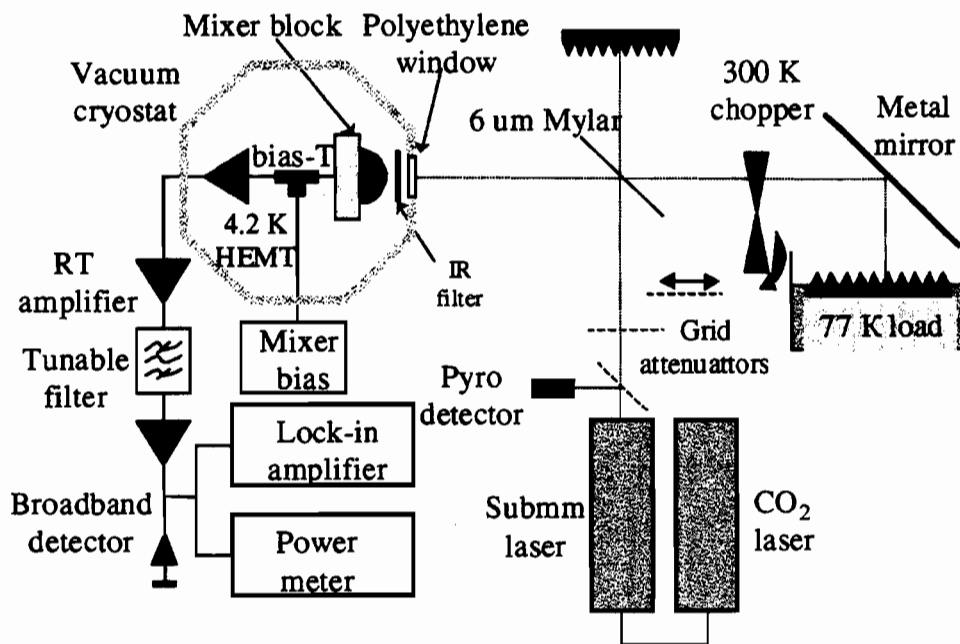 Mixer block
Polyethylene
window
Vacuum
cryostat
300 K
chopper
Metal
mirror
6 um Mylar
bias-T
4.2 K
HEMT
IR
filter
RT
amplifier
77 K load
Grid
attenuattors
Mixer
bias
Tunable
filter
Pyro
detector
Lock-in
amplifier
Broadband
detector
Power
meter
Submm
laser
CO₂
laser